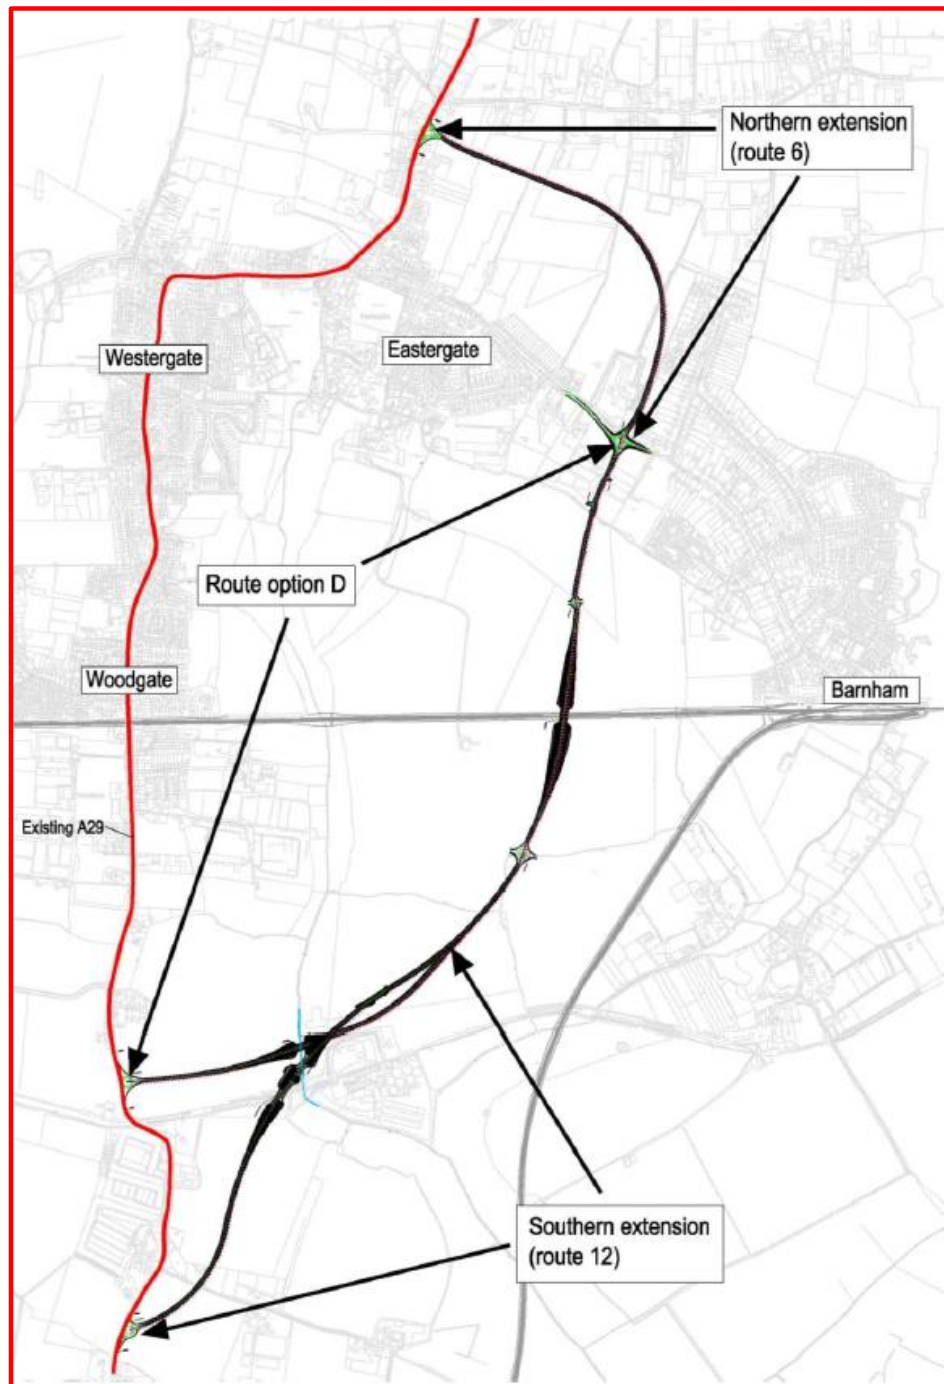 Northern extension
(route 6)
Westergate
Eastergate
Route option D
Woodgate
Barnham
Existing A29
Southern extension
(route 12)